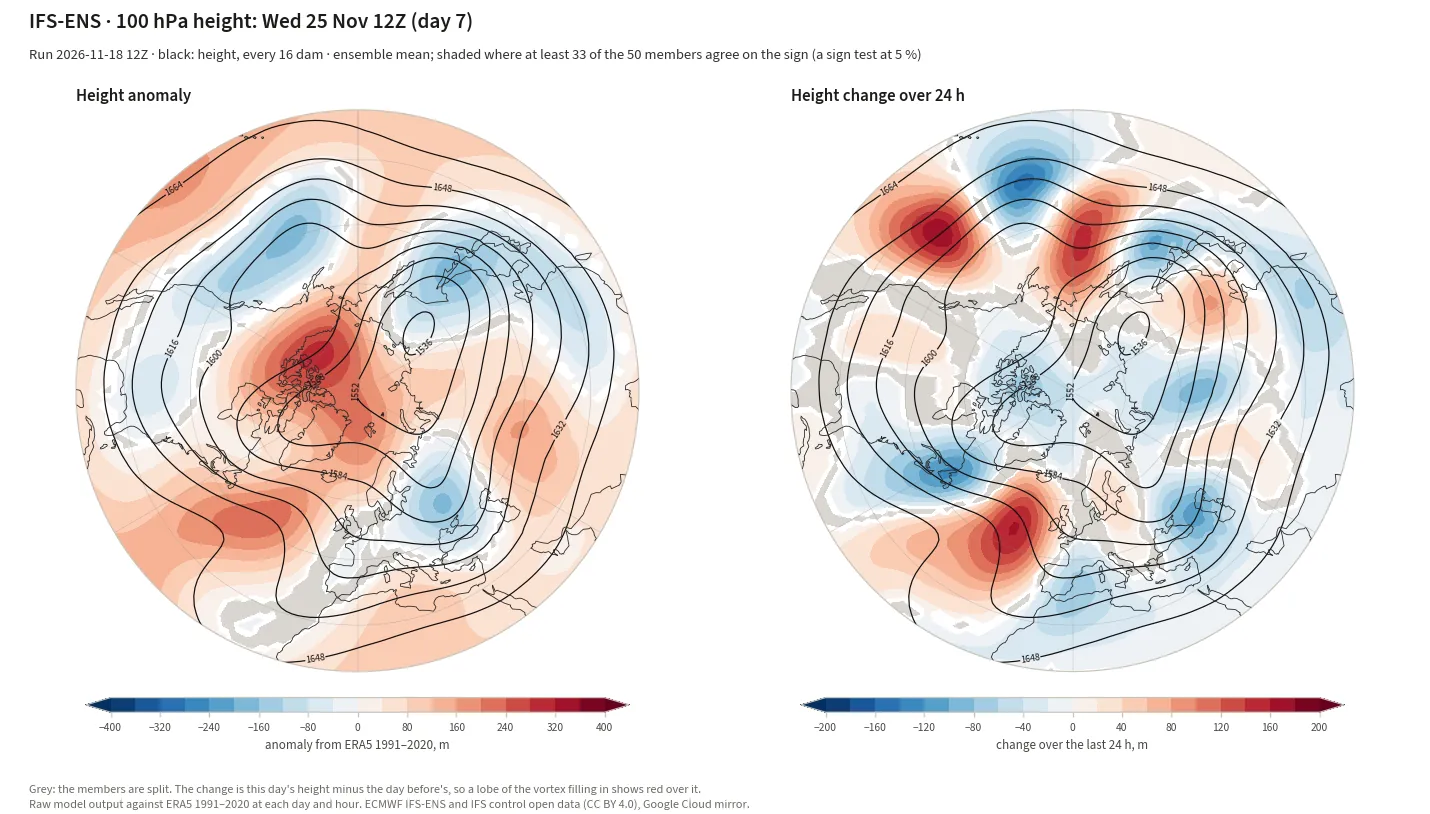 IFS-ENS · 100 hPa height: Wed 25 Nov 12Z (day 7)
Run 2026-11-18 12Z · black: height, every 16 dam · ensemble mean; shaded where at least 33 of the 50 members agree on the sign (a sign test at 5 %)
Height anomaly
Height change over 24 h
1664
1648
1616
1600
1536
1552
1632
1584
1648
1664
1648
1616
1600
1536
1552
1632
1584
1648
−400 −320 −240 −160 −80 0 80 160 240 320 400
anomaly from ERA5 1991–2020, m
−200 −160 −120 −80 −40 0 40 80 120 160 200
change over the last 24 h, m
Grey: the members are split. The change is this day's height minus the day before's, so a lobe of the vortex filling in shows red over it.
Raw model output against ERA5 1991–2020 at each day and hour. ECMWF IFS-ENS and IFS control open data (CC BY 4.0), Google Cloud mirror.